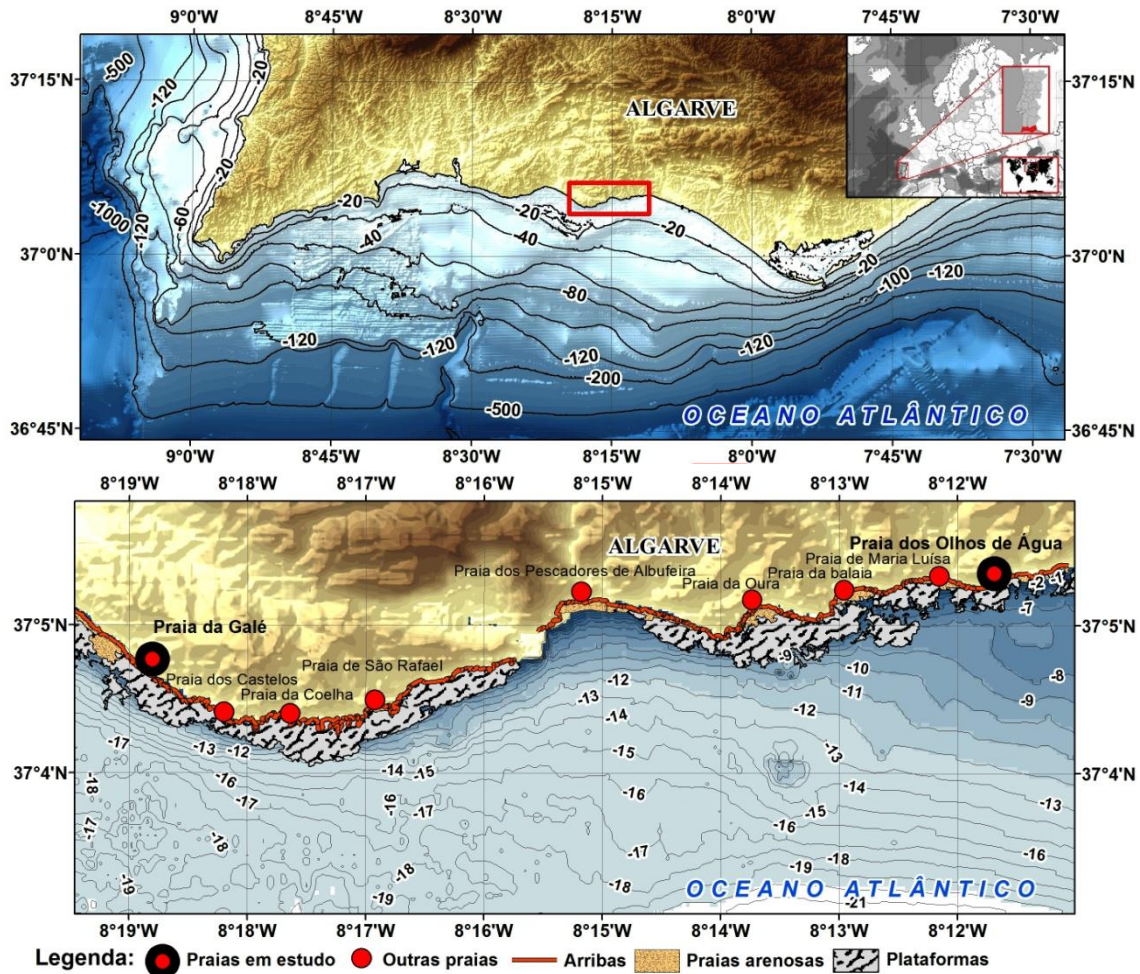 9°0'W 8°45'W 8°30'W 8°15'W 8°0'W 7°45'W 7°30'W
37°15'N 37°15'N
37°0'N 37°0'N
36°45'N 36°45'N
-500
-120
-20
-20
-60
-1000
-120
ALGARVE
-20
-40
-20
-40
-20
-20
-100
-120
-80
-120
-120
-120
-120
-200
-500
OCEANO ATLÂNTICO
9°0'W 8°45'W 8°30'W 8°15'W 8°0'W 7°45'W 7°30'W
8°19'W 8°18'W 8°17'W 8°16'W 8°15'W 8°14'W 8°13'W 8°12'W
ALGARVE
Praia dos Olhos de Água
Praia de Maria Luísa
Praia dos Pescadores de Albufeira
Praia da balaia
Praia da Oura
-2 -1
-7
37°5'N 37°5'N
Praia da Galé
Praia de São Rafael
Praia dos Castelos
Praia da Coelha
-9
-10
-8
-11
-9
-12
-13
-12
-14
-13
-12
-17
-13
-14
-15
-15
-16
-18
37°4'N 37°4'N
-16
-17
-16
-17
-14
-13
-15
-17
-18
-16
-17
-16
-18
-19
-18
-19
-18
-19
-21
OCEANO ATLÂNTICO
8°19'W 8°18'W 8°17'W 8°16'W 8°15'W 8°14'W 8°13'W 8°12'W
Legenda: Praias em estudo Outras praias Arribas Praias arenosas Plataformas